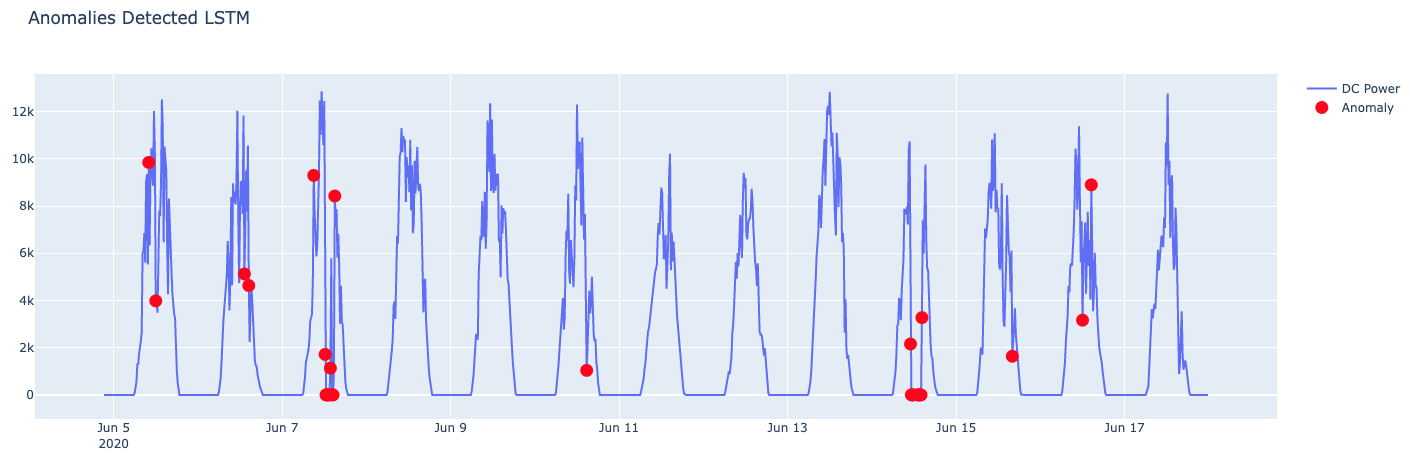 Anomalies Detected LSTM
DC Power
Anomaly
12k
10k
8k
6k
4k
2k
0
Jun 5 Jun 7 Jun 9 Jun 11 Jun 13 Jun 15 Jun 17
2020